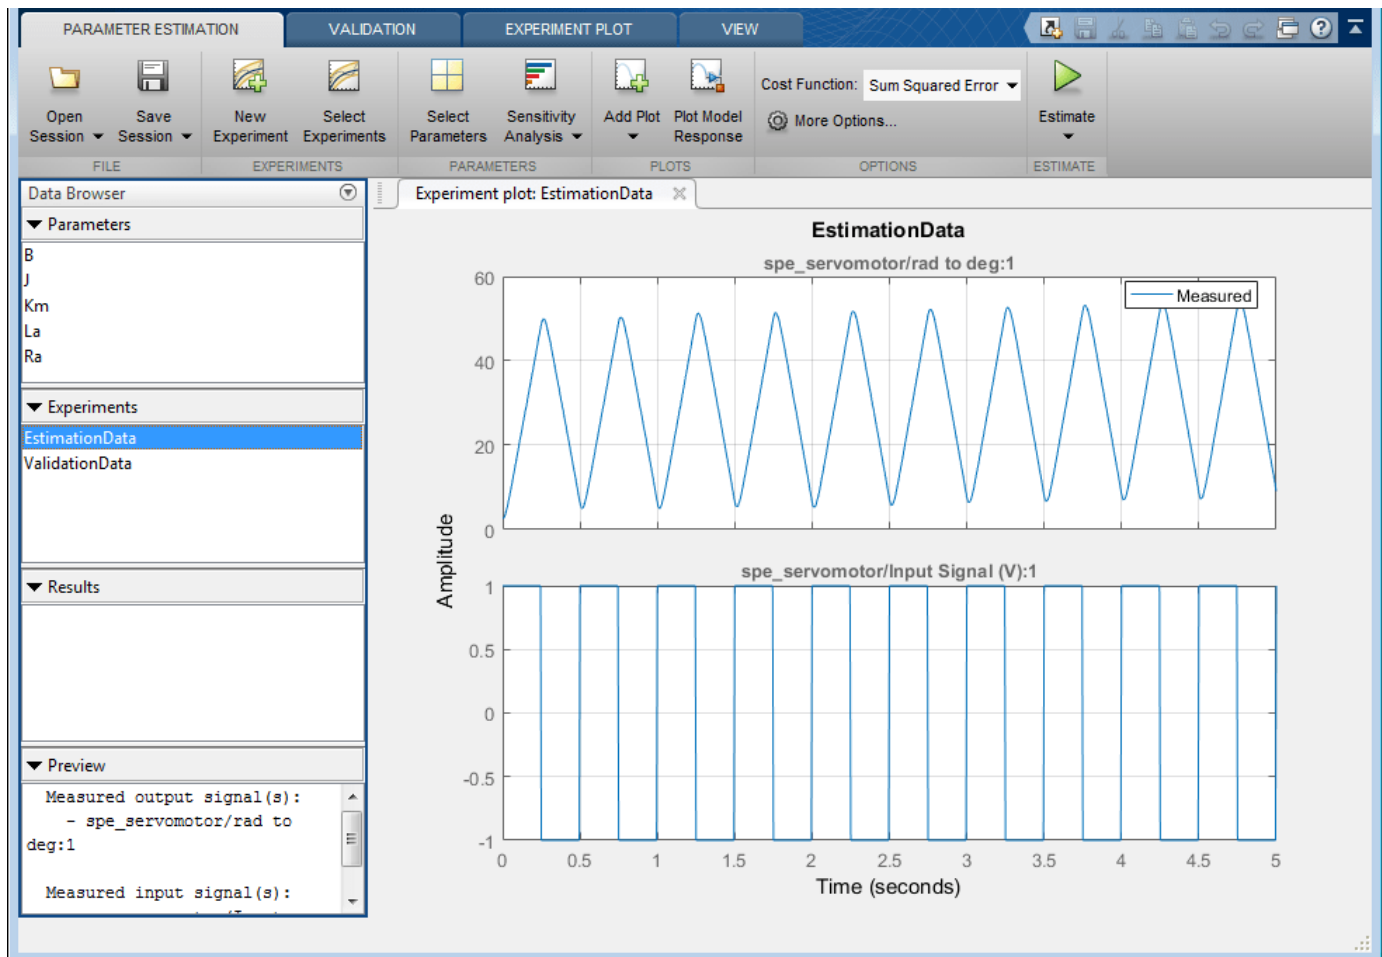 PARAMETER ESTIMATION
VALIDATION
EXPERIMENT PLOT
VIEW
Open Session
Save Session
New Experiment
Select Experiments
Select Parameters
Sensitivity Analysis
Add Plot
Plot Model Response
Cost Function: Sum Squared Error
More Options...
Estimate
FILE
EXPERIMENTS
PARAMETERS
PLOTS
OPTIONS
ESTIMATE
Data Browser
Parameters
B
J
Km
La
Ra
Experiments
EstimationData
ValidationData
Results
Preview
Measured output signal(s):
- spe_servomotor/rad to
deg:1
Measured input signal(s):
Experiment plot: EstimationData
EstimationData
spe_servomotor/rad to deg:1
Measured
60
40
20
0
Amplitude
spe_servomotor/Input Signal (V):1
1
0.5
0
-0.5
-1
0 0.5 1 1.5 2 2.5 3 3.5 4 4.5 5
Time (seconds)